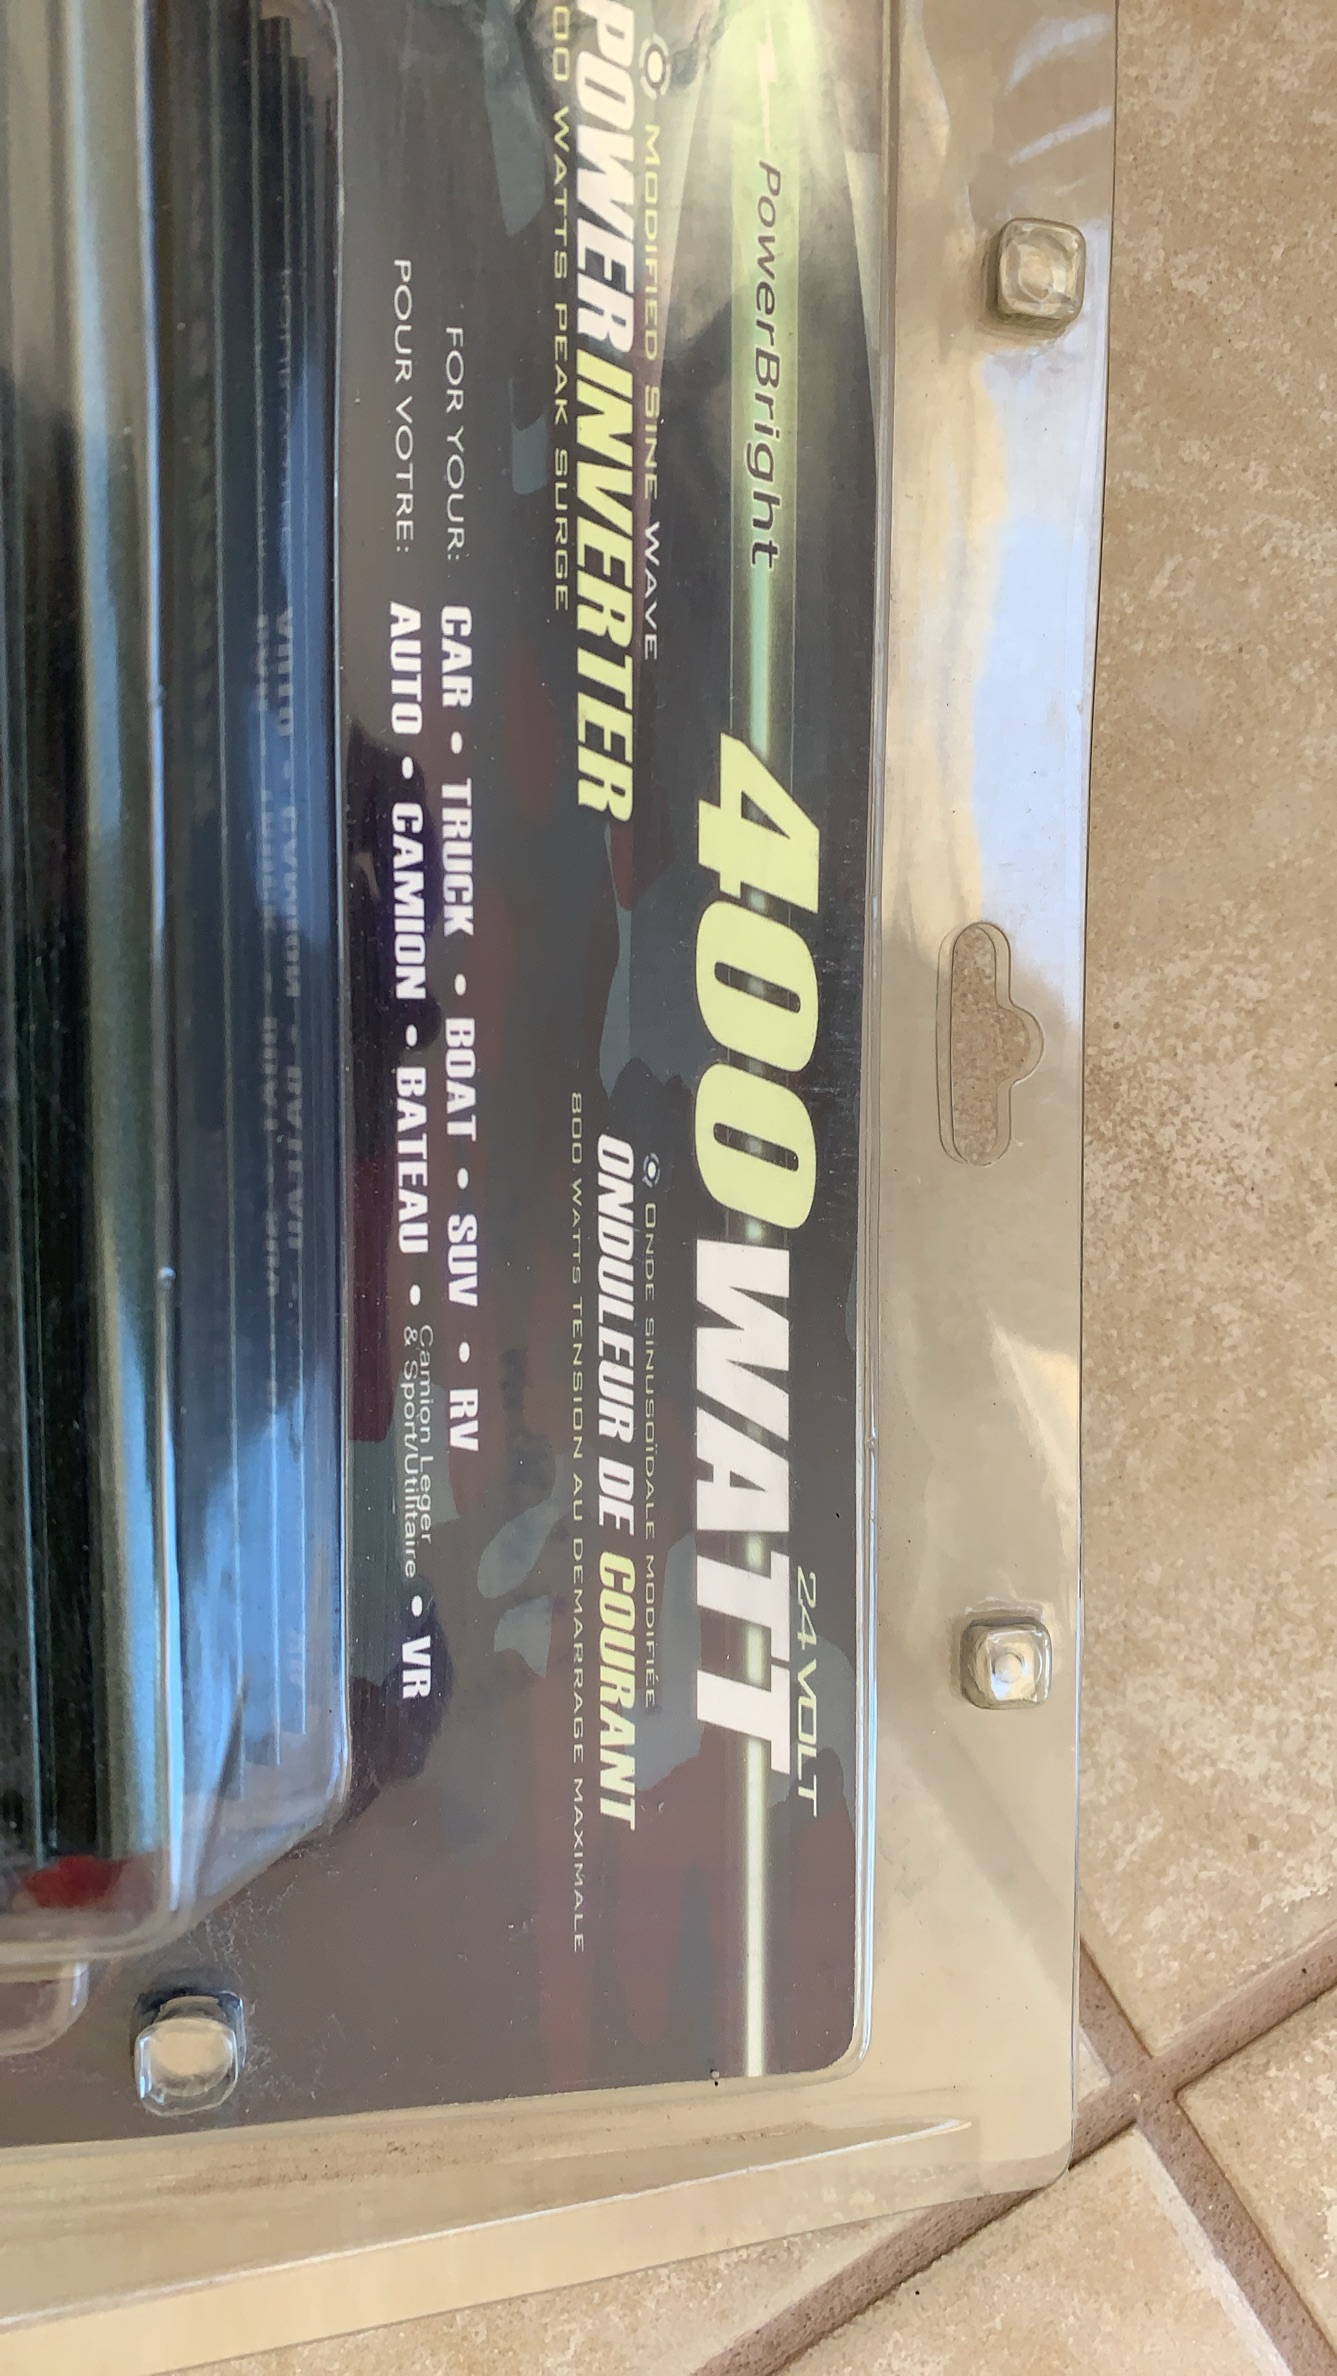 PowerBright
24 VOLT
400 WATT
MODIFIED SINE WAVE
POWER INVERTER
00 WATTS PEAK SURGE
ONDE SINUSOÏDALE MODIFIÉE
ONDULEUR DE COURANT
800 WATTS TENSION AU DEMARRAGE MAXIMALE
FOR YOUR: CAR • TRUCK • BOAT • SUV • RV
POUR VOTRE: AUTO • CAMION • BATEAU • Camion Leger & Sport/Utilitaire • VR